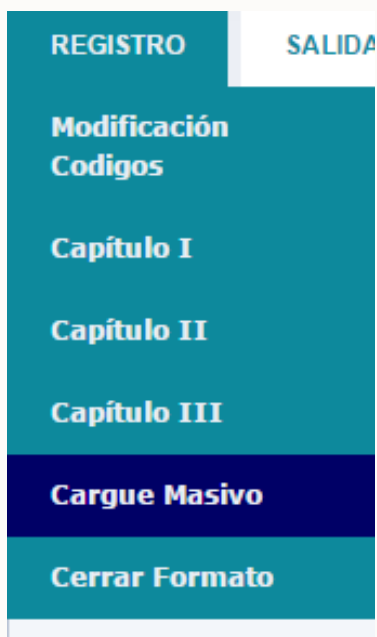 REGISTRO SALIDA
Modificación
Codigos
Capítulo I
Capítulo II
Capítulo III
Cargue Masivo
Cerrar Formato